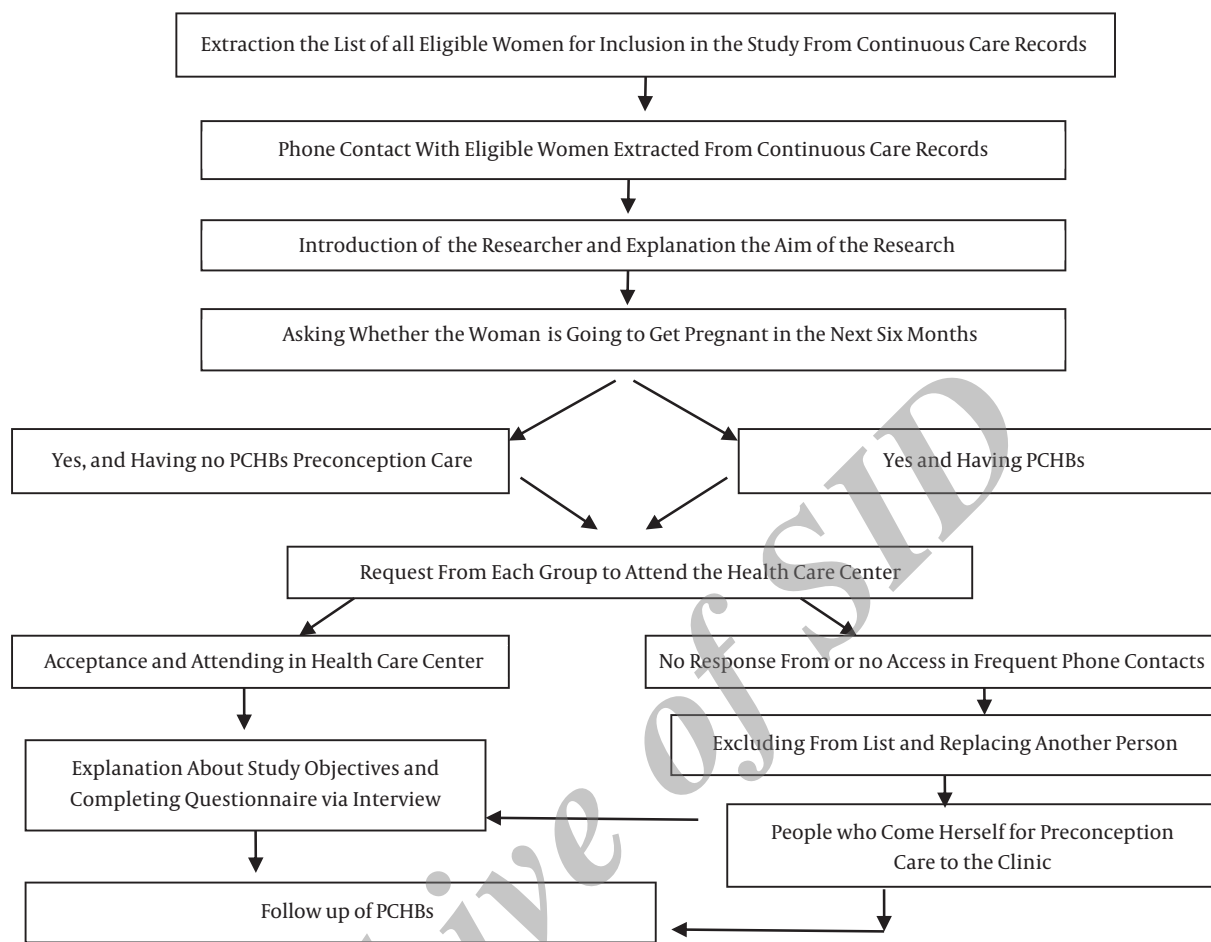 Extraction the List of all Eligible Women for Inclusion in the Study From Continuous Care Records
Phone Contact With Eligible Women Extracted From Continuous Care Records
Introduction of the Researcher and Explanation the Aim of the Research
Asking Whether the Woman is Going to Get Pregnant in the Next Six Months
Yes, and Having no PCHBs Preconception Care
Yes and Having PCHBs
Request From Each Group to Attend the Health Care Center
Acceptance and Attending in Health Care Center
No Response From or no Access in Frequent Phone Contacts
Excluding From List and Replacing Another Person
Explanation About Study Objectives and
Completing Questionnaire via Interview
People who Come Herself for Preconception
Care to the Clinic
Follow up of PCHBs
ive of SID